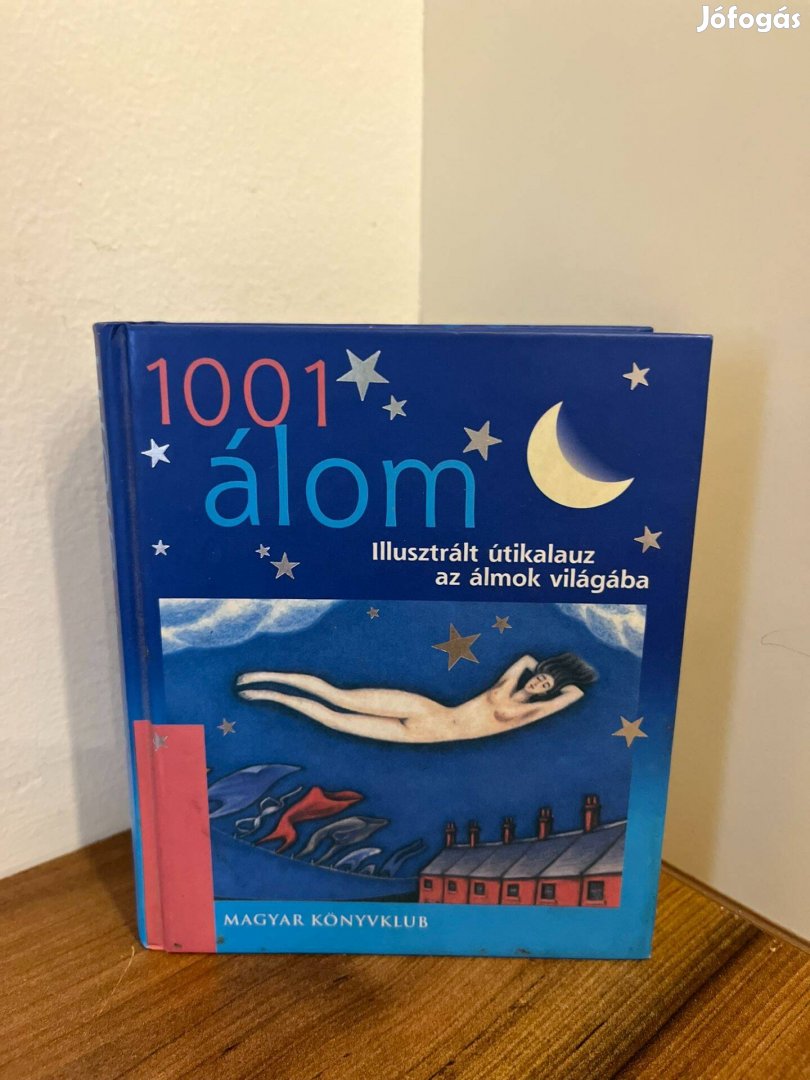 Jófogás
1001
álom
Illusztrált útikalauz
az álmok világába
MAGYAR KÖNYVKLUB